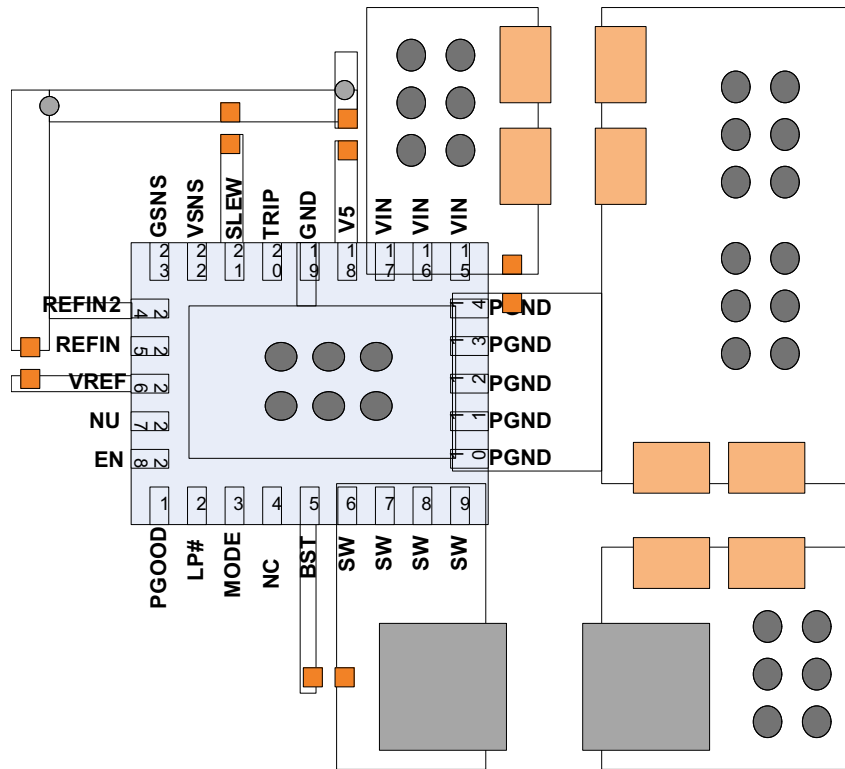 GSNS
VSNS
SLEW
TRIP
GND
V5
VIN
VIN
VIN
23
22
21
20
19
18
17
16
15
REFIN2
24
14
PGND
REFIN
25
13
PGND
VREF
26
12
PGND
NU
27
11
PGND
EN
28
10
PGND
1
2
3
4
5
6
7
8
9
PGOOD
LP#
MODE
NC
BST
SW
SW
SW
SW